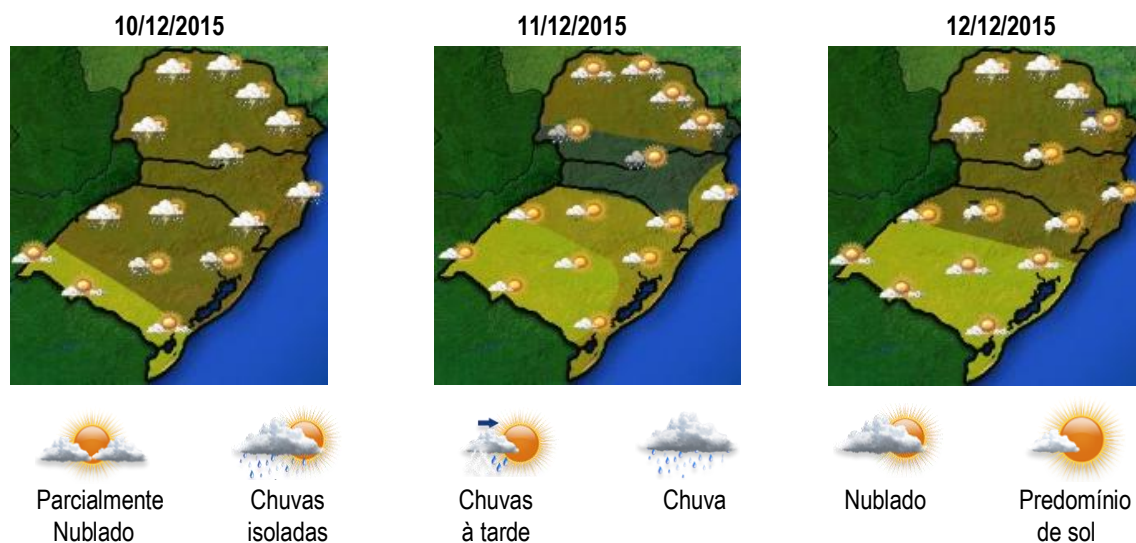 10/12/2015
11/12/2015
12/12/2015
Parcialmente
Nublado
Chuvas
isoladas
Chuvas
à tarde
Chuva
Nublado
Predomínio
de sol